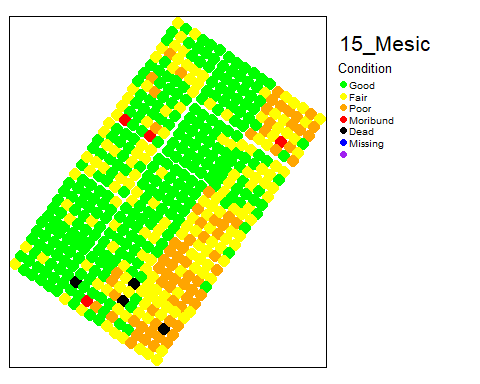 15_Mesic
Condition
Good
Fair
Poor
Moribund
Dead
Missing